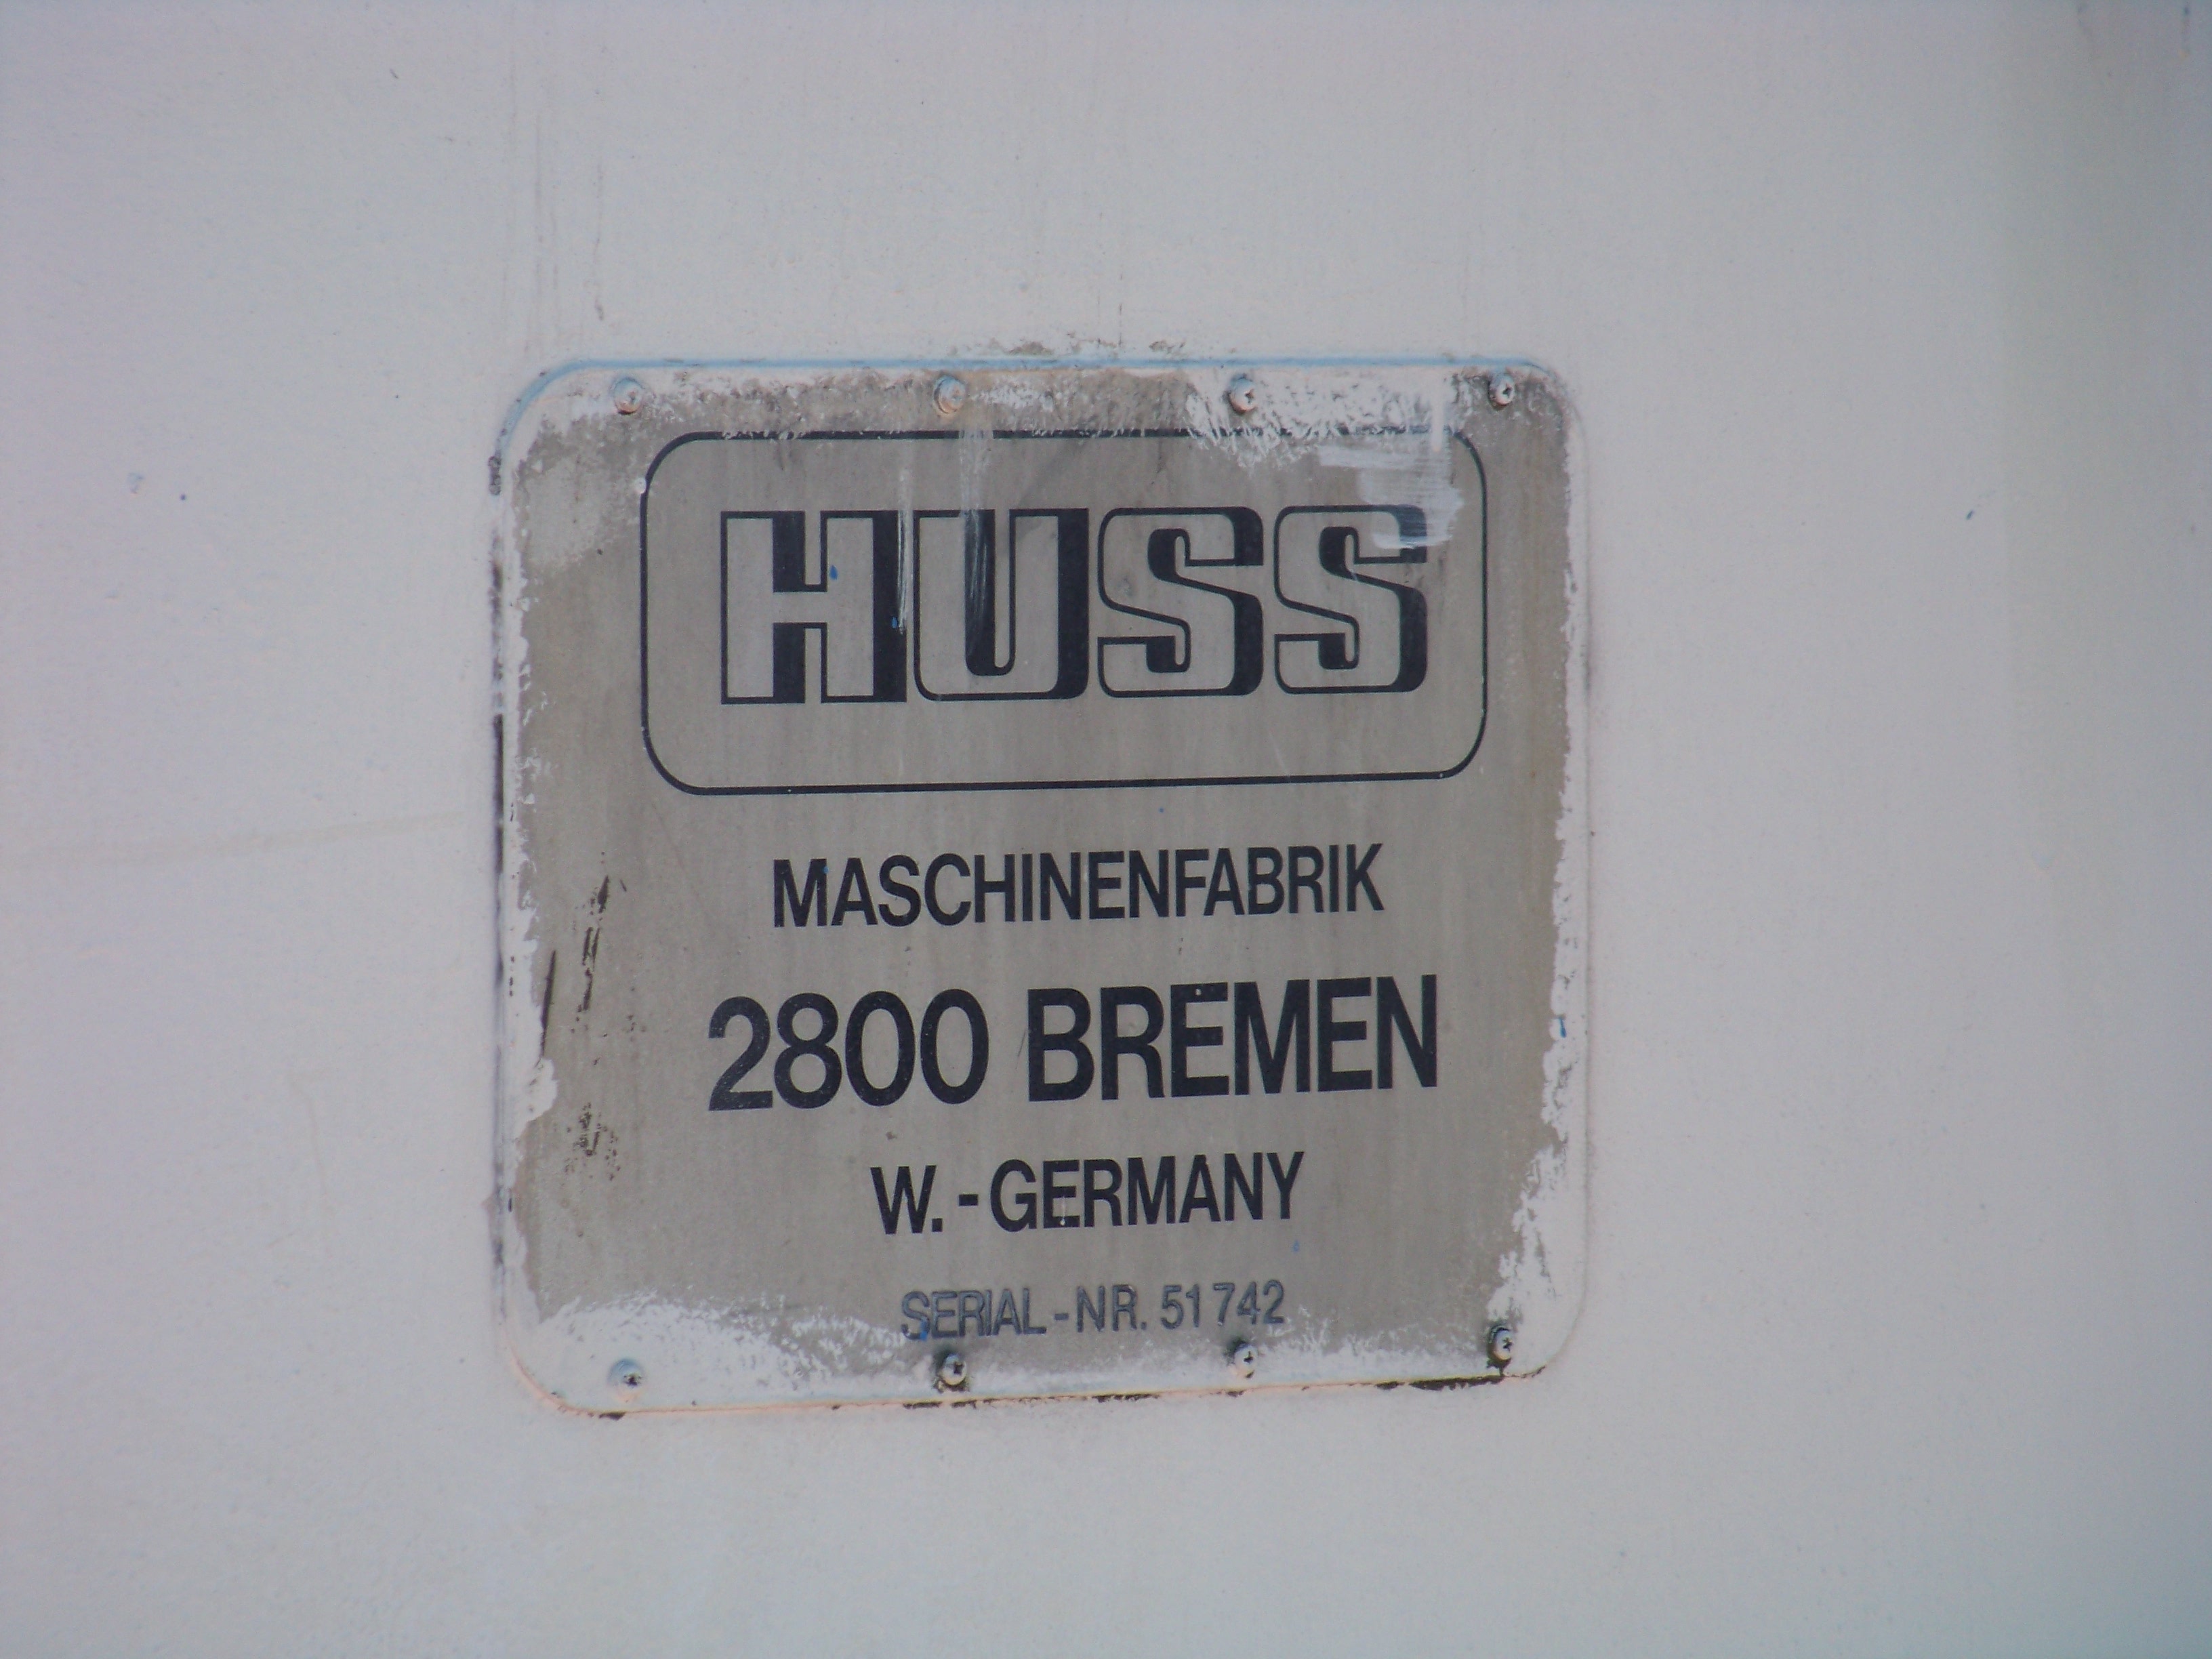 HUSS
MASCHINENFABRIK
2800 BREMEN
W.-GERMANY
SERIAL-NR. 51742